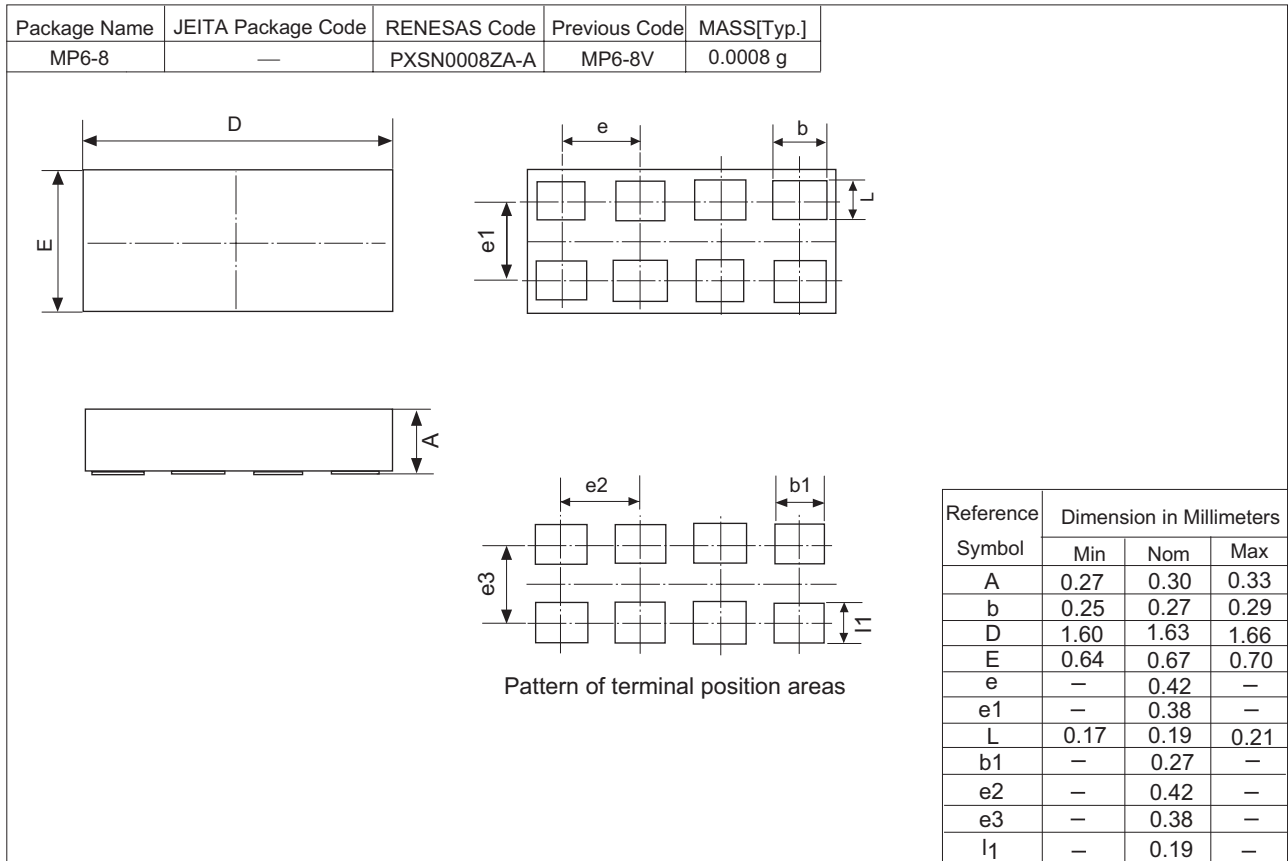 Package Name JEITA Package Code RENESAS Code Previous Code MASS[Typ.]
MP6-8 — PXSN0008ZA-A MP6-8V 0.0008 g
D
E
e
b
L
e1
A
e2
b1
e3
l1
Pattern of terminal position areas
Reference Symbol Dimension in Millimeters
Min Nom Max
A 0.27 0.30 0.33
b 0.25 0.27 0.29
D 1.60 1.63 1.66
E 0.64 0.67 0.70
e – 0.42 –
e1 – 0.38 –
L 0.17 0.19 0.21
b1 – 0.27 –
e2 – 0.42 –
e3 – 0.38 –
l1 – 0.19 –